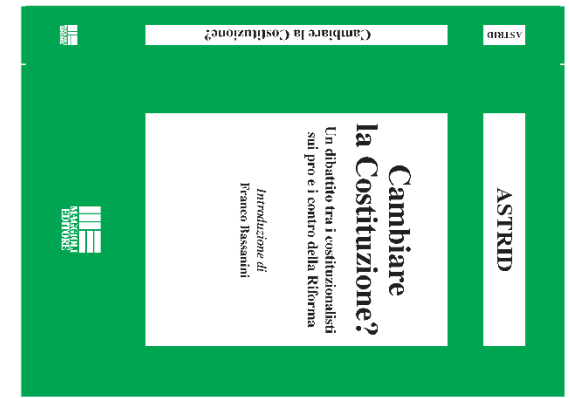 ASTRID
Cambiare
la Costituzione?
Un dibattito tra i costituzionalisti
sui pro e i contro della Riforma
Introduzione di
Franco Bassanini
MAGGIOLI
EDITORE
ASTRID
Cambiare la Costituzione?